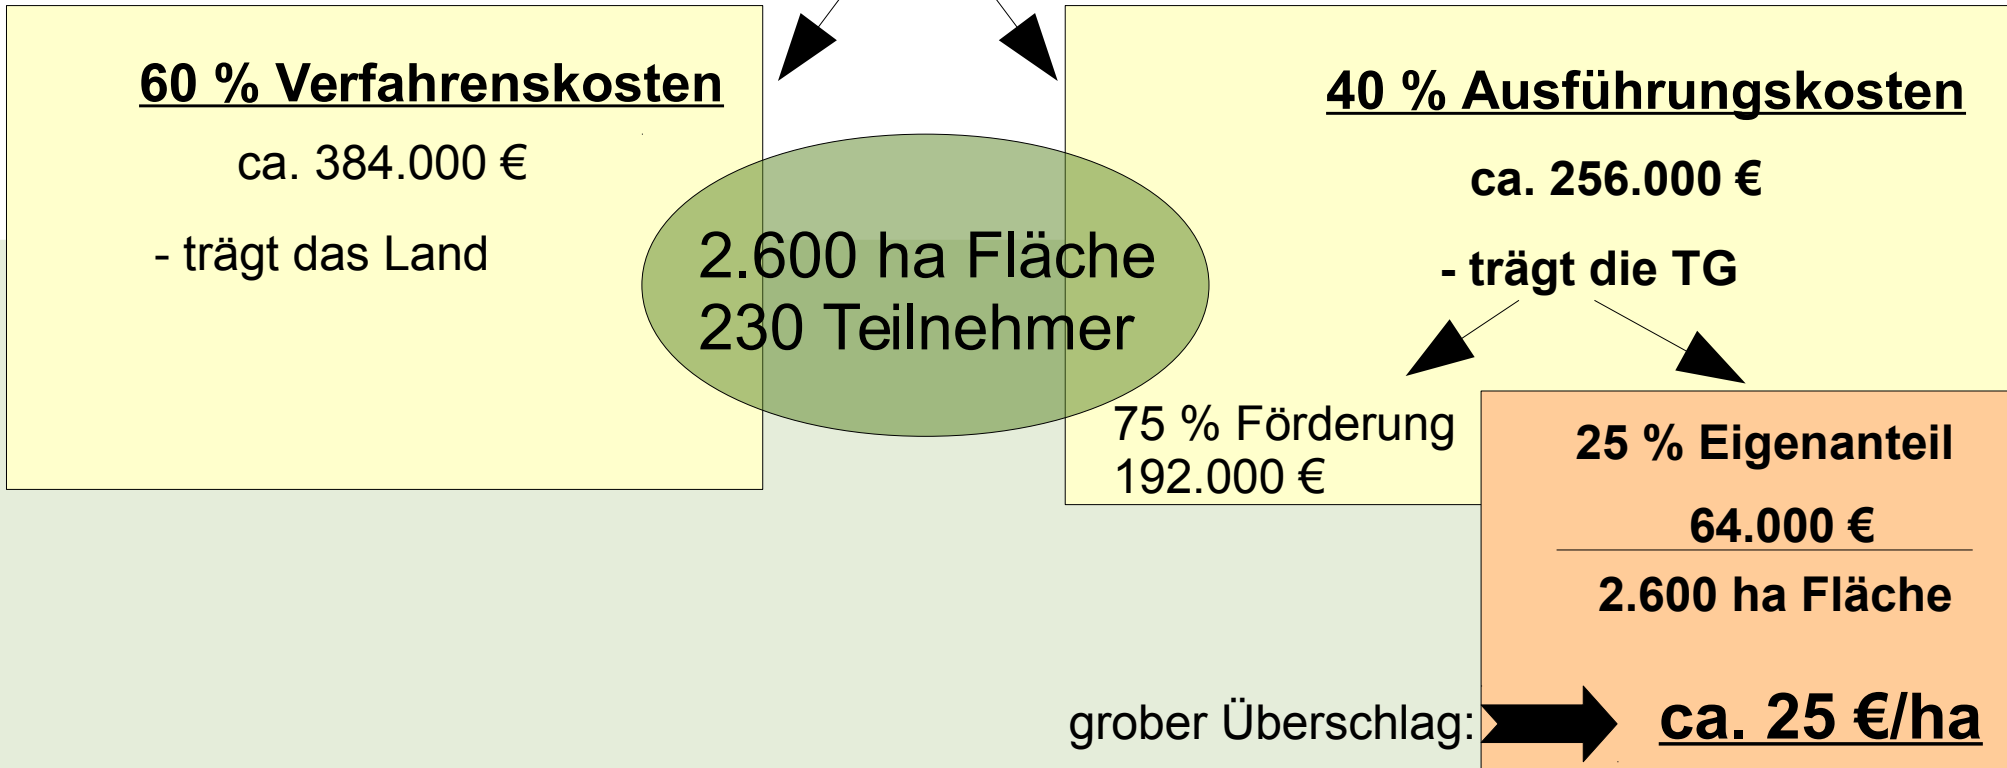 60 % Verfahrenskosten
ca. 384.000 €
- trägt das Land
2.600 ha Fläche
230 Teilnehmer
40 % Ausführungskosten
ca. 256.000 €
- trägt die TG
75 % Förderung
192.000 €
25 % Eigenanteil
64.000 €
2.600 ha Fläche
grober Überschlag:
ca. 25 €/ha